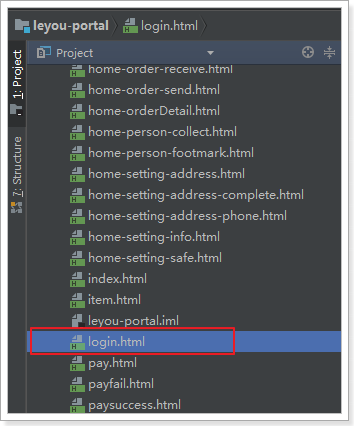 leyou-portal login.html
Project
home-order-receive.html
home-order-send.html
home-orderDetail.html
home-person-collect.html
home-person-footmark.html
home-setting-address.html
home-setting-address-complete.html
home-setting-address-phone.html
home-setting-info.html
home-setting-safe.html
index.html
item.html
leyou-portal.iml
login.html
pay.html
payfail.html
paysuccess.html
1: Project
7: Structure